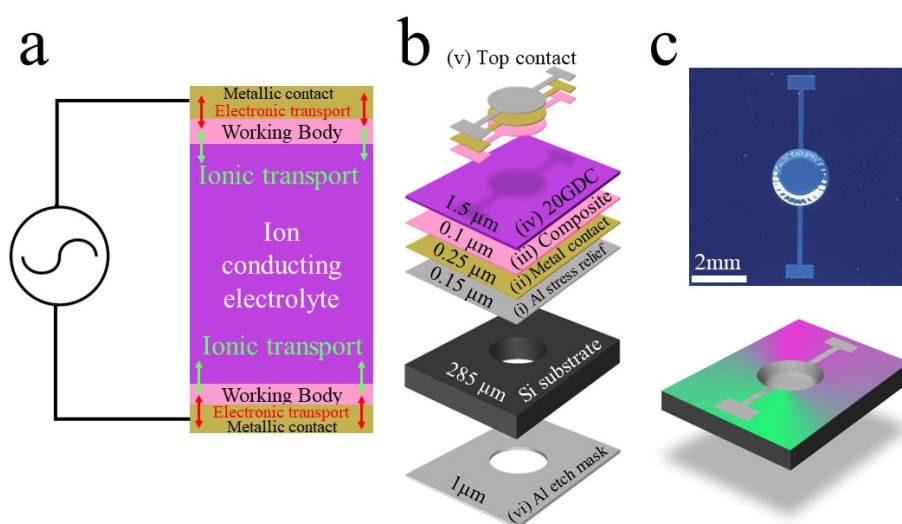 a
Metallic contact
Electronic transport
Working Body
Ionic transport
Ion
conducting
electrolyte
Ionic transport
Working Body
Electronic transport
Metallic contact
b
(v) Top contact
1.5 μm (iv) 20GDC
0.1 μm (iii) Composite
0.25 μm (ii) Metal contact
0.15 μm (i) Al stress relief
285 μm Si substrate
1μm (vi) Al etch mask
c
2mm